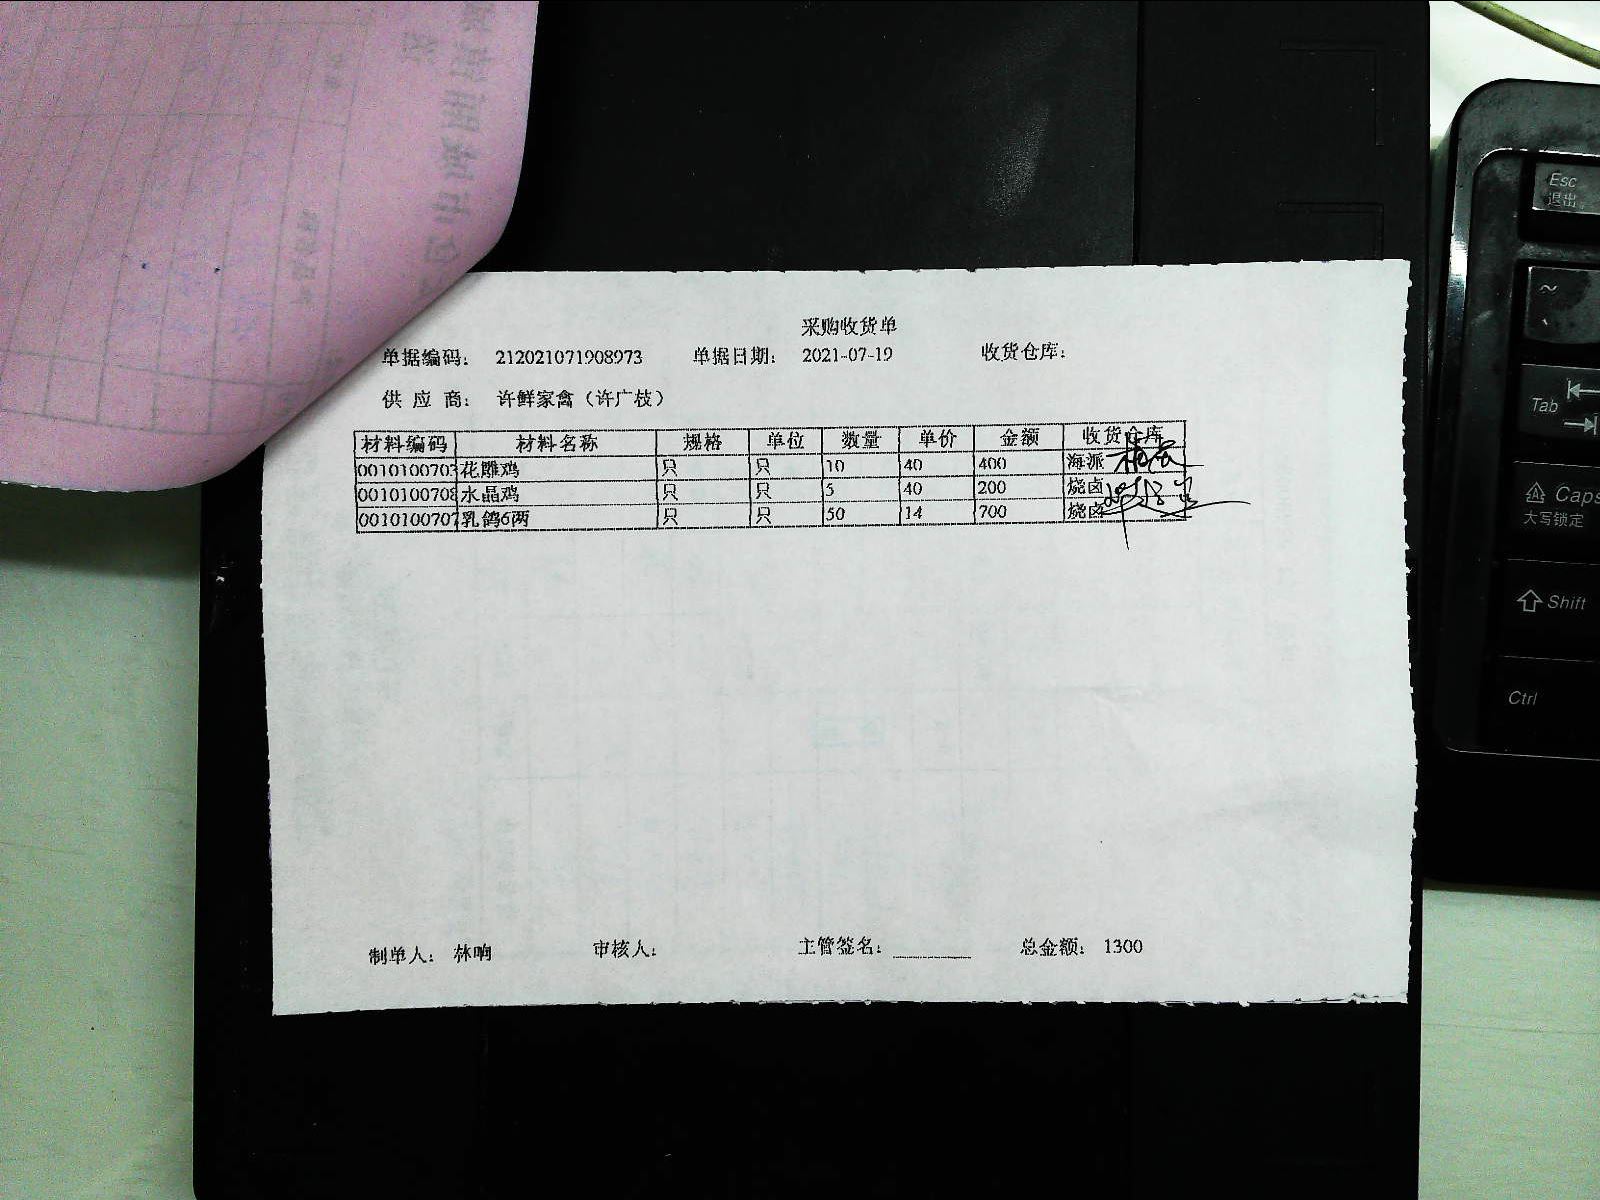 采购收货单
单据编码： 212021071908973 单据日期： 2021-07-19 收货仓库：
供 应 商： 许鲜家禽（许广枝）
材料编码 材料名称 规格 单位 数量 单价 金额 收货仓库
0010100703 花雕鸡 只 只 10 40 400 海派
0010100708 水晶鸡 只 只 5 40 200 烧卤
0010100707 乳鸽6两 只 只 50 14 700 烧卤
制单人： 林响 审核人： 主管签名： 总金额： 1300
Esc
退出
~
Tab
Caps
大写锁定
Shift
Ctrl